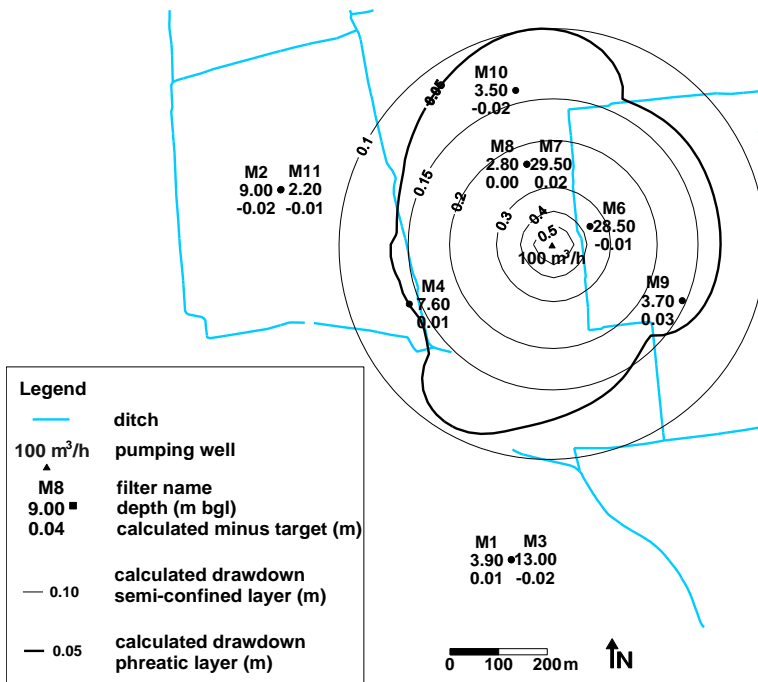 M10
3.50
-0.02
0.05
0.1
0.15
0.2
0.3
0.4
0.5
M8 M7
2.80 29.50
0.00 0.02
M2 M11
9.00 2.20
-0.02 -0.01
M6
28.50
-0.01
100 m³/h
M4
7.60
0.01
M9
3.70
0.03
Legend
ditch
100 m³/h pumping well
M8 filter name
9.00 depth (m bgl)
0.04 calculated minus target (m)
calculated drawdown
0.10 semi-confined layer (m)
calculated drawdown
0.05 phreatic layer (m)
M1 M3
3.90 13.00
0.01 -0.02
0 100 200 m
N